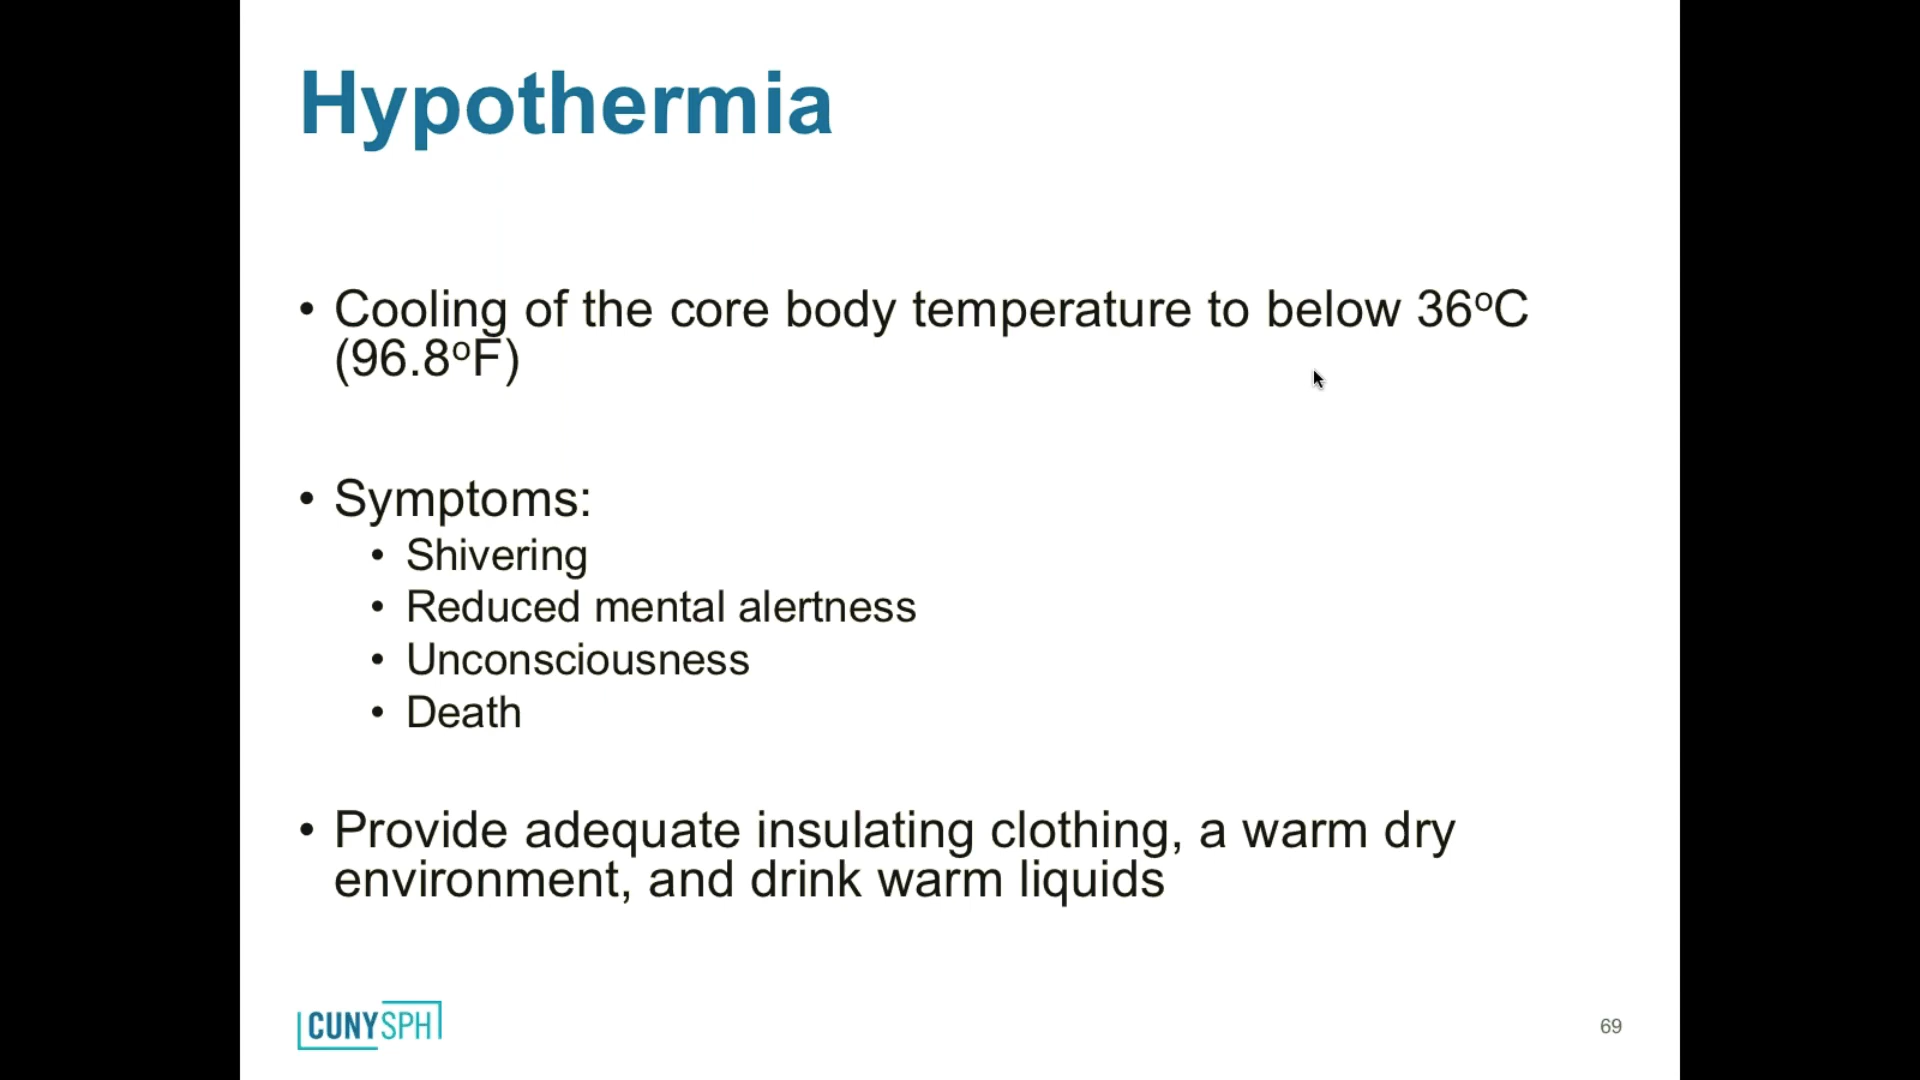 Hypothermia
• Cooling of the core body temperature to below 36ºC
(96.8ºF)
• Symptoms:
• Shivering
• Reduced mental alertness
• Unconsciousness
• Death
• Provide adequate insulating clothing, a warm dry
environment, and drink warm liquids
CUNY SPH
69